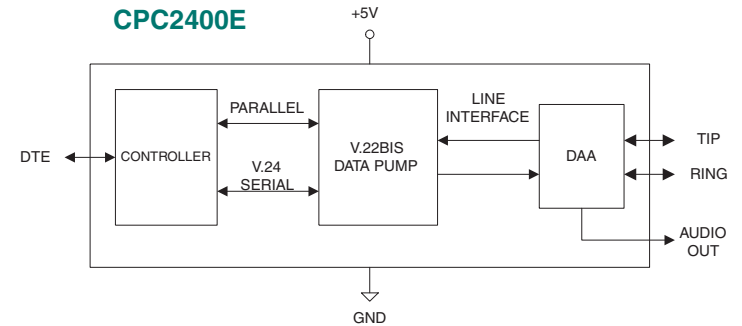 CPC2400E
+5V
PARALLEL
LINE
INTERFACE
DTE
CONTROLLER
V.24
SERIAL
V.22BIS
DATA PUMP
DAA
TIP
RING
AUDIO
OUT
GND